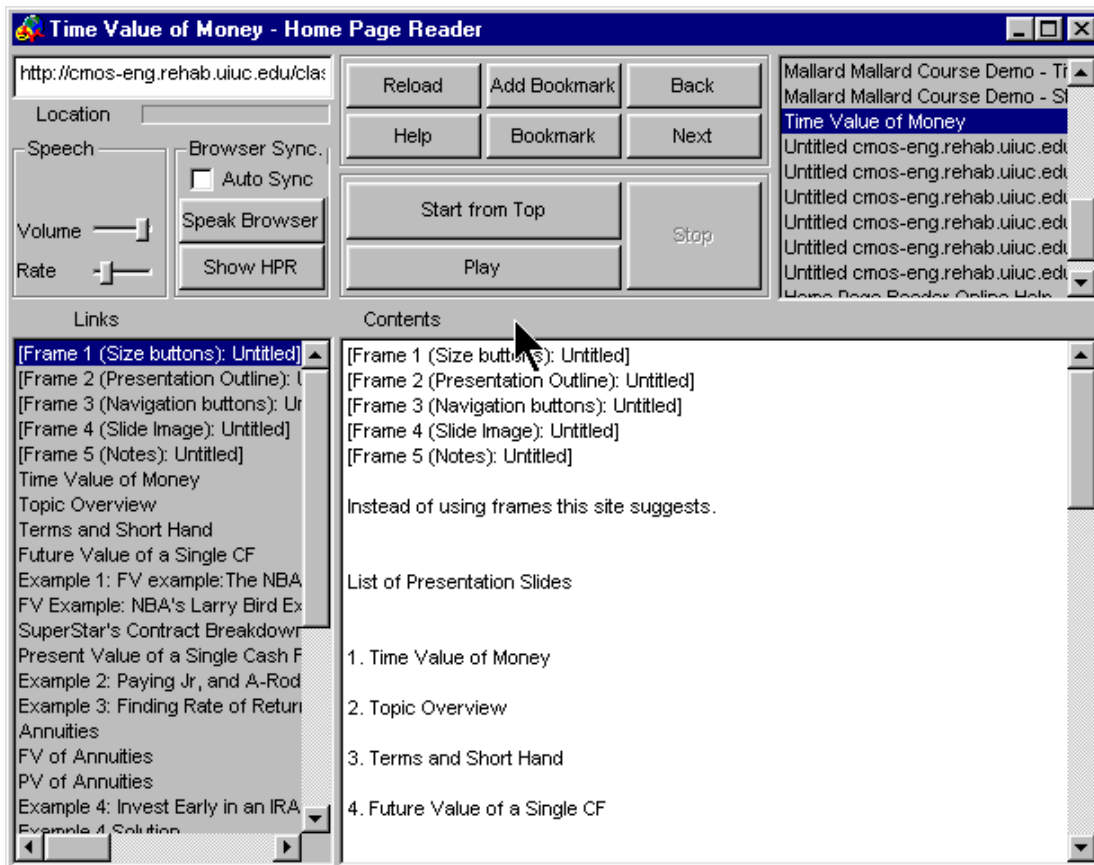 Time Value of Money - Home Page Reader
http://cmos-eng.rehab.uiuc.edu/clas
Location
Speech
Volume
Rate
Browser Sync.
Auto Sync
Speak Browser
Show HPR
Reload
Add Bookmark
Back
Help
Bookmark
Next
Start from Top
Play
Stop
Mallard Mallard Course Demo - Ti
Mallard Mallard Course Demo - St
Time Value of Money
Untitled cmos-eng.rehab.uiuc.edu
Untitled cmos-eng.rehab.uiuc.edu
Untitled cmos-eng.rehab.uiuc.edu
Untitled cmos-eng.rehab.uiuc.edu
Untitled cmos-eng.rehab.uiuc.edu
Untitled cmos-eng.rehab.uiuc.edu
Home Page Reader Online Help
Links
[Frame 1 (Size buttons): Untitled]
[Frame 2 (Presentation Outline): U
[Frame 3 (Navigation buttons): Un
[Frame 4 (Slide Image): Untitled]
[Frame 5 (Notes): Untitled]
Time Value of Money
Topic Overview
Terms and Short Hand
Future Value of a Single CF
Example 1: FV example:The NBA
FV Example: NBA's Larry Bird Ex
SuperStar's Contract Breakdown
Present Value of a Single Cash F
Example 2: Paying Jr, and A-Rod
Example 3: Finding Rate of Return
Annuities
FV of Annuities
PV of Annuities
Example 4: Invest Early in an IRA
Example 4 Solution
Contents
[Frame 1 (Size buttons): Untitled]
[Frame 2 (Presentation Outline): Untitled]
[Frame 3 (Navigation buttons): Untitled]
[Frame 4 (Slide Image): Untitled]
[Frame 5 (Notes): Untitled]
Instead of using frames this site suggests.
List of Presentation Slides
1. Time Value of Money
2. Topic Overview
3. Terms and Short Hand
4. Future Value of a Single CF